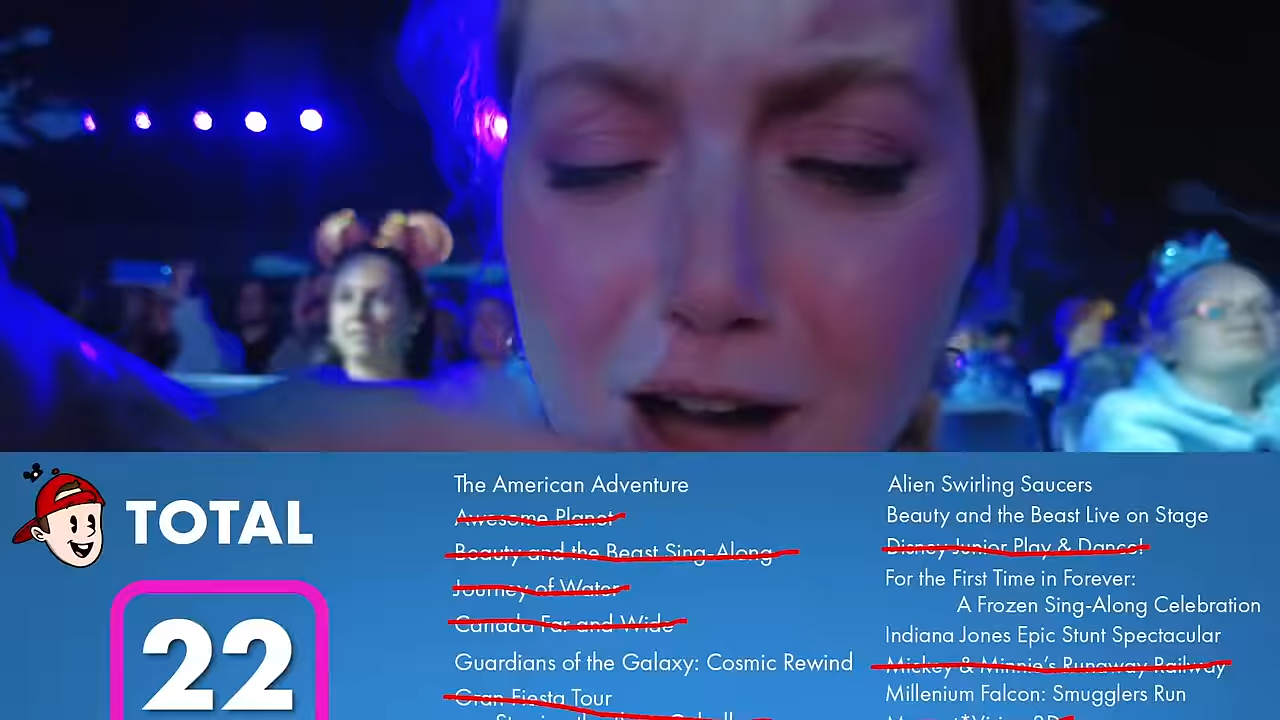 TOTAL
22
The American Adventure
Awesome Planet
Beauty and the Beast Sing-Along
Journey of Water
Canada Far and Wide
Guardians of the Galaxy: Cosmic Rewind
Gran Fiesta Tour
Alien Swirling Saucers
Beauty and the Beast Live on Stage
Disney Junior Play & Dance!
For the First Time in Forever:
A Frozen Sing-Along Celebration
Indiana Jones Epic Stunt Spectacular
Mickey & Minnie's Runaway Railway
Millenium Falcon: Smugglers Run